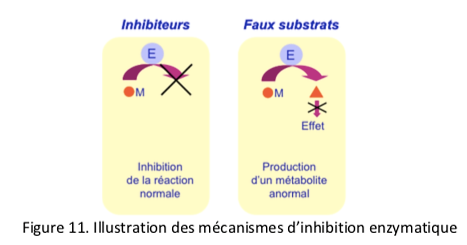 Inhibiteurs
Faux substrats
E
E
M
M
Effet
Inhibition
de la réaction
normale
Production
d'un métabolite
anormal
Figure 11. Illustration des mécanismes d'inhibition enzymatique